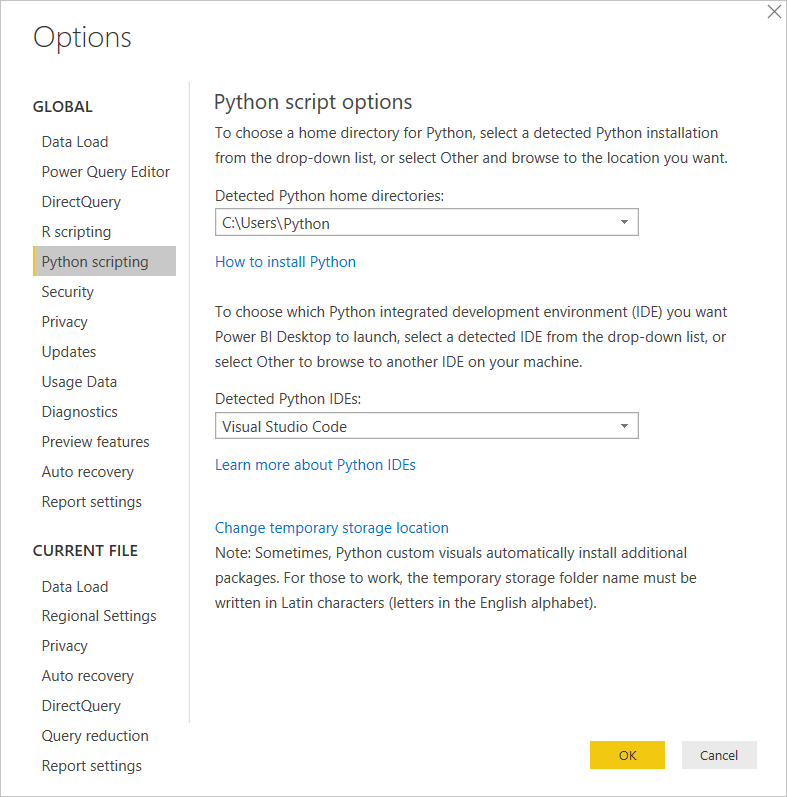 Options
GLOBAL
Data Load
Power Query Editor
DirectQuery
R scripting
Python scripting
Security
Privacy
Updates
Usage Data
Diagnostics
Preview features
Auto recovery
Report settings
CURRENT FILE
Data Load
Regional Settings
Privacy
Auto recovery
DirectQuery
Query reduction
Report settings
Python script options
To choose a home directory for Python, select a detected Python installation
from the drop-down list, or select Other and browse to the location you want.
Detected Python home directories:
C:\Users\Python
How to install Python
To choose which Python integrated development environment (IDE) you want
Power BI Desktop to launch, select a detected IDE from the drop-down list, or
select Other to browse to another IDE on your machine.
Detected Python IDEs:
Visual Studio Code
Learn more about Python IDEs
Change temporary storage location
Note: Sometimes, Python custom visuals automatically install additional
packages. For those to work, the temporary storage folder name must be
written in Latin characters (letters in the English alphabet).
OK
Cancel